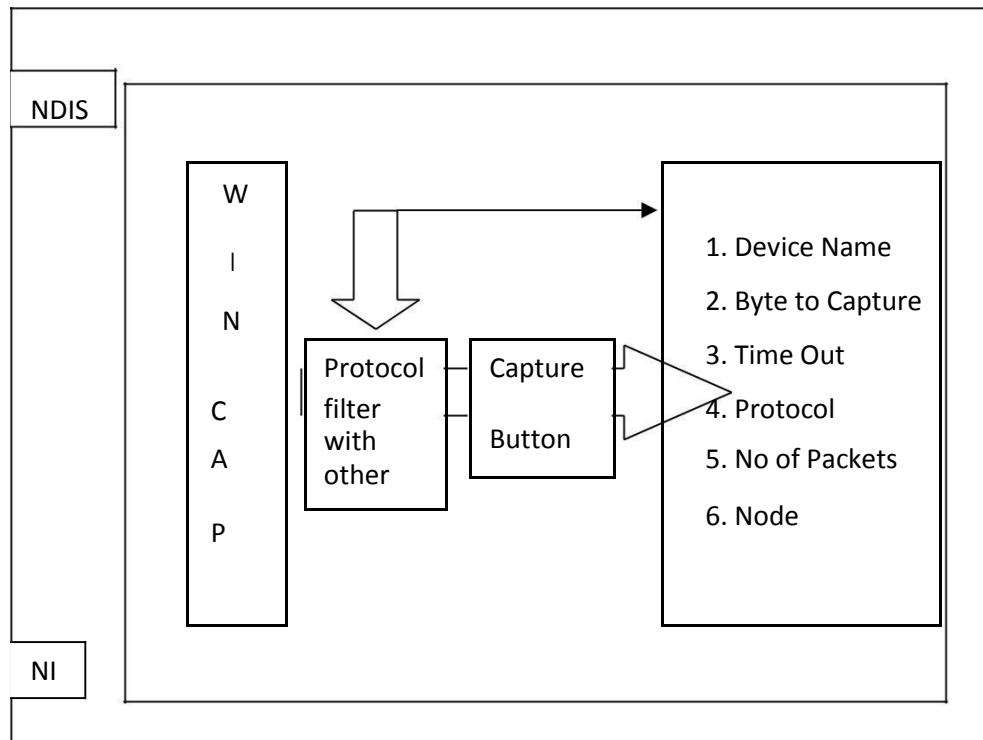 NDIS
W
I
N
C
A
P
Protocol
filter
with
other
Capture
Button
1. Device Name
2. Byte to Capture
3. Time Out
4. Protocol
5. No of Packets
6. Node
NI